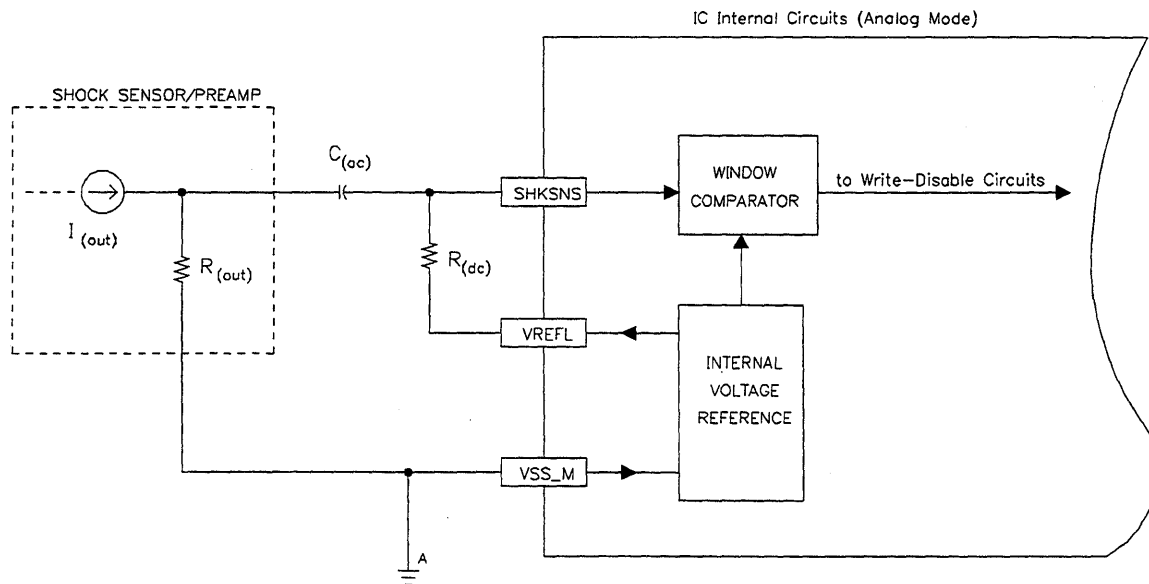 IC Internal Circuits (Analog Mode)
SHOCK SENSOR/PREAMP
C(ac)
I(out)
R(out)
R(dc)
SHKSNS
WINDOW
COMPARATOR
to Write-Disable Circuits
VREFL
INTERNAL
VOLTAGE
REFERENCE
VSS_M
A